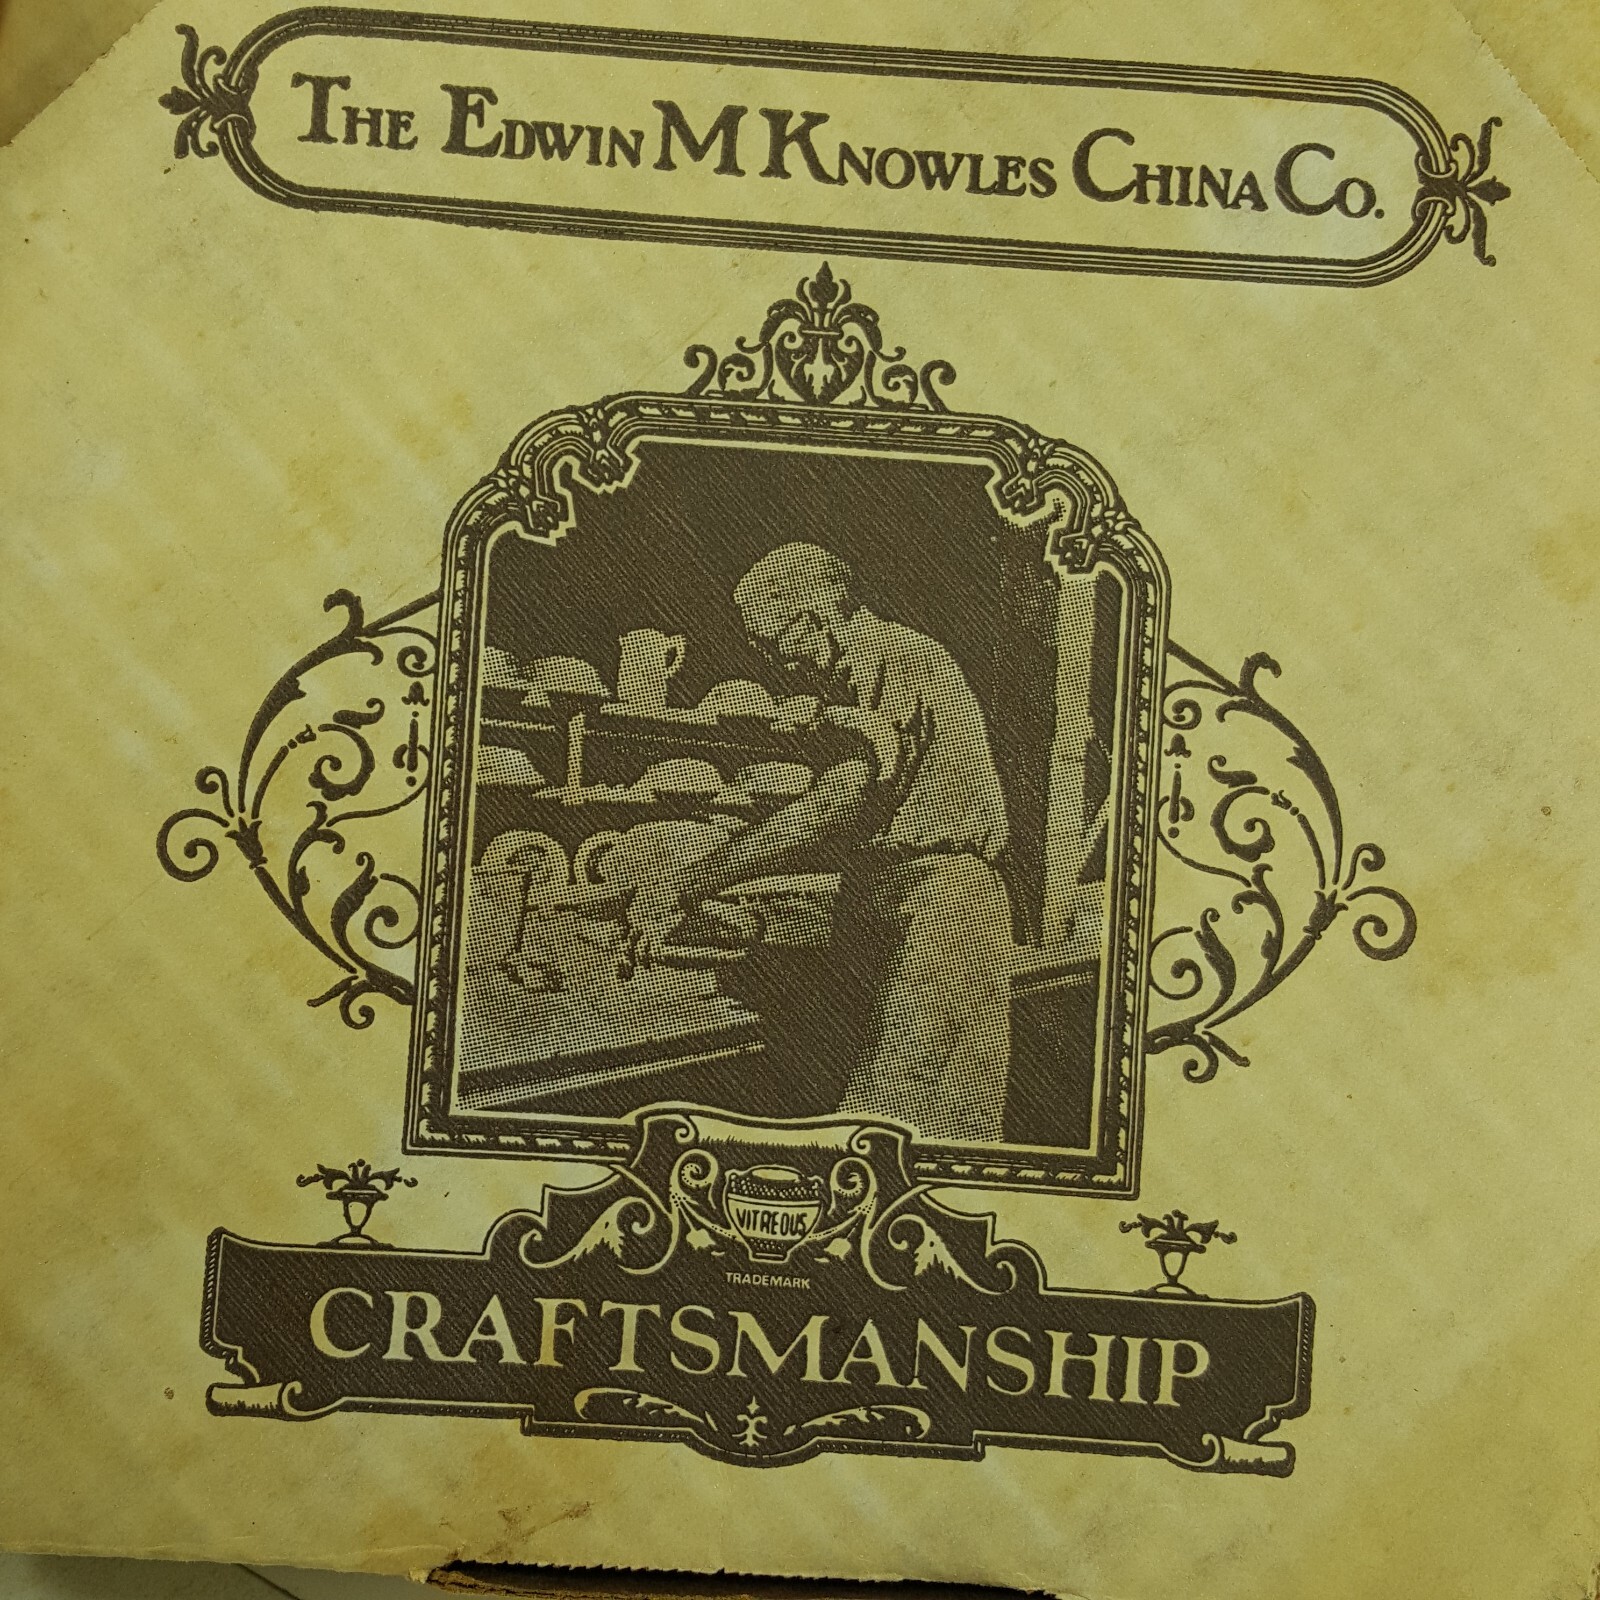 THE EDWIN M KNOWLES CHINA CO.
VITREOUS
TRADEMARK
CRAFTSMANSHIP